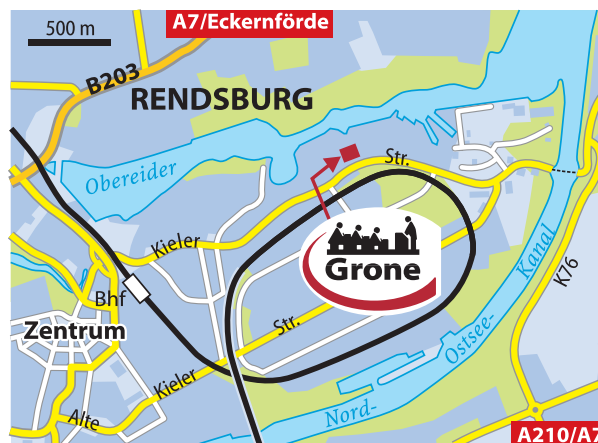 500 m
A7/Eckernförde
B203
RENDSBURG
Obereider
Str.
Kieler
Grone
Bhf
Zentrum
Str.
Kieler
Alte
Nord-
Ostsee-
Kanal
K76
A210/A7